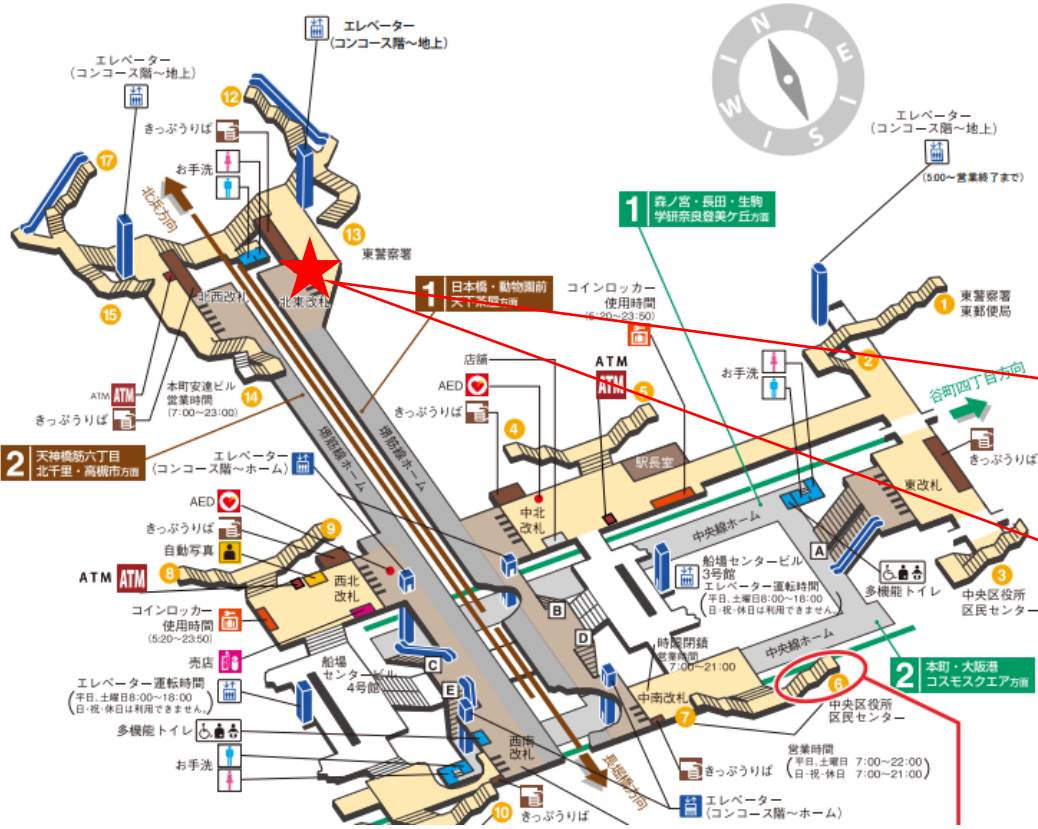 エレベーター
(コンコース階～地上)
エレベーター
(コンコース階～地上)
N
E
S
W
I
I
I
I
12
きっぷうりば
お手洗
17
北浜方向
13
東警察署
エレベーター
(コンコース階～地上)
(5:00～営業終了まで)
1 森ノ宮・長田・生駒
学研奈良登美ケ丘方面
北西改札
北東改札
15
1 日本橋・動物園前
天下茶屋方面
コインロッカー
使用時間
(5:20～23:50)
1
東警察署
東郵便局
2
谷町四丁目方向
ATM ATM
本町安達ビル
営業時間
(7:00～23:00)
14
きっぷうりば
店舗
ATM
ATM
5
お手洗
AED
きっぷうりば
4
駅長室
きっぷうりば
2 天神橋筋六丁目
北千里・高槻市方面
堺筋線ホーム
堺筋線ホーム
エレベーター
(コンコース階～ホーム)
中北
改札
東改札
中央線ホーム
AED
きっぷうりば
9
自動写真
ATM ATM
8
西北
改札
A
船場センタービル
3号館
エレベーター運転時間
(平日、土曜日8:00～18:00
日・祝・休日は利用できません。)
多機能トイレ
3
中央区役所
区民センター
コインロッカー
使用時間
(5:20～23:50)
B
D
時限閉鎖
営業時間
7:00～21:00
中央線ホーム
売店
船場
センタービル
4号館
C
E
2 本町・大阪港
コスモスクエア方面
エレベーター運転時間
(平日、土曜日8:00～18:00
日・祝・休日は利用できません。)
中南改札
7
6
中央区役所
区民センター
多機能トイレ
西南
改札
お手洗
長堀橋方向
きっぷうりば
営業時間
(平日、土曜日 7:00～22:00
日・祝・休日 7:00～21:00)
エレベーター
(コンコース階～ホーム)
10
きっぷうりば